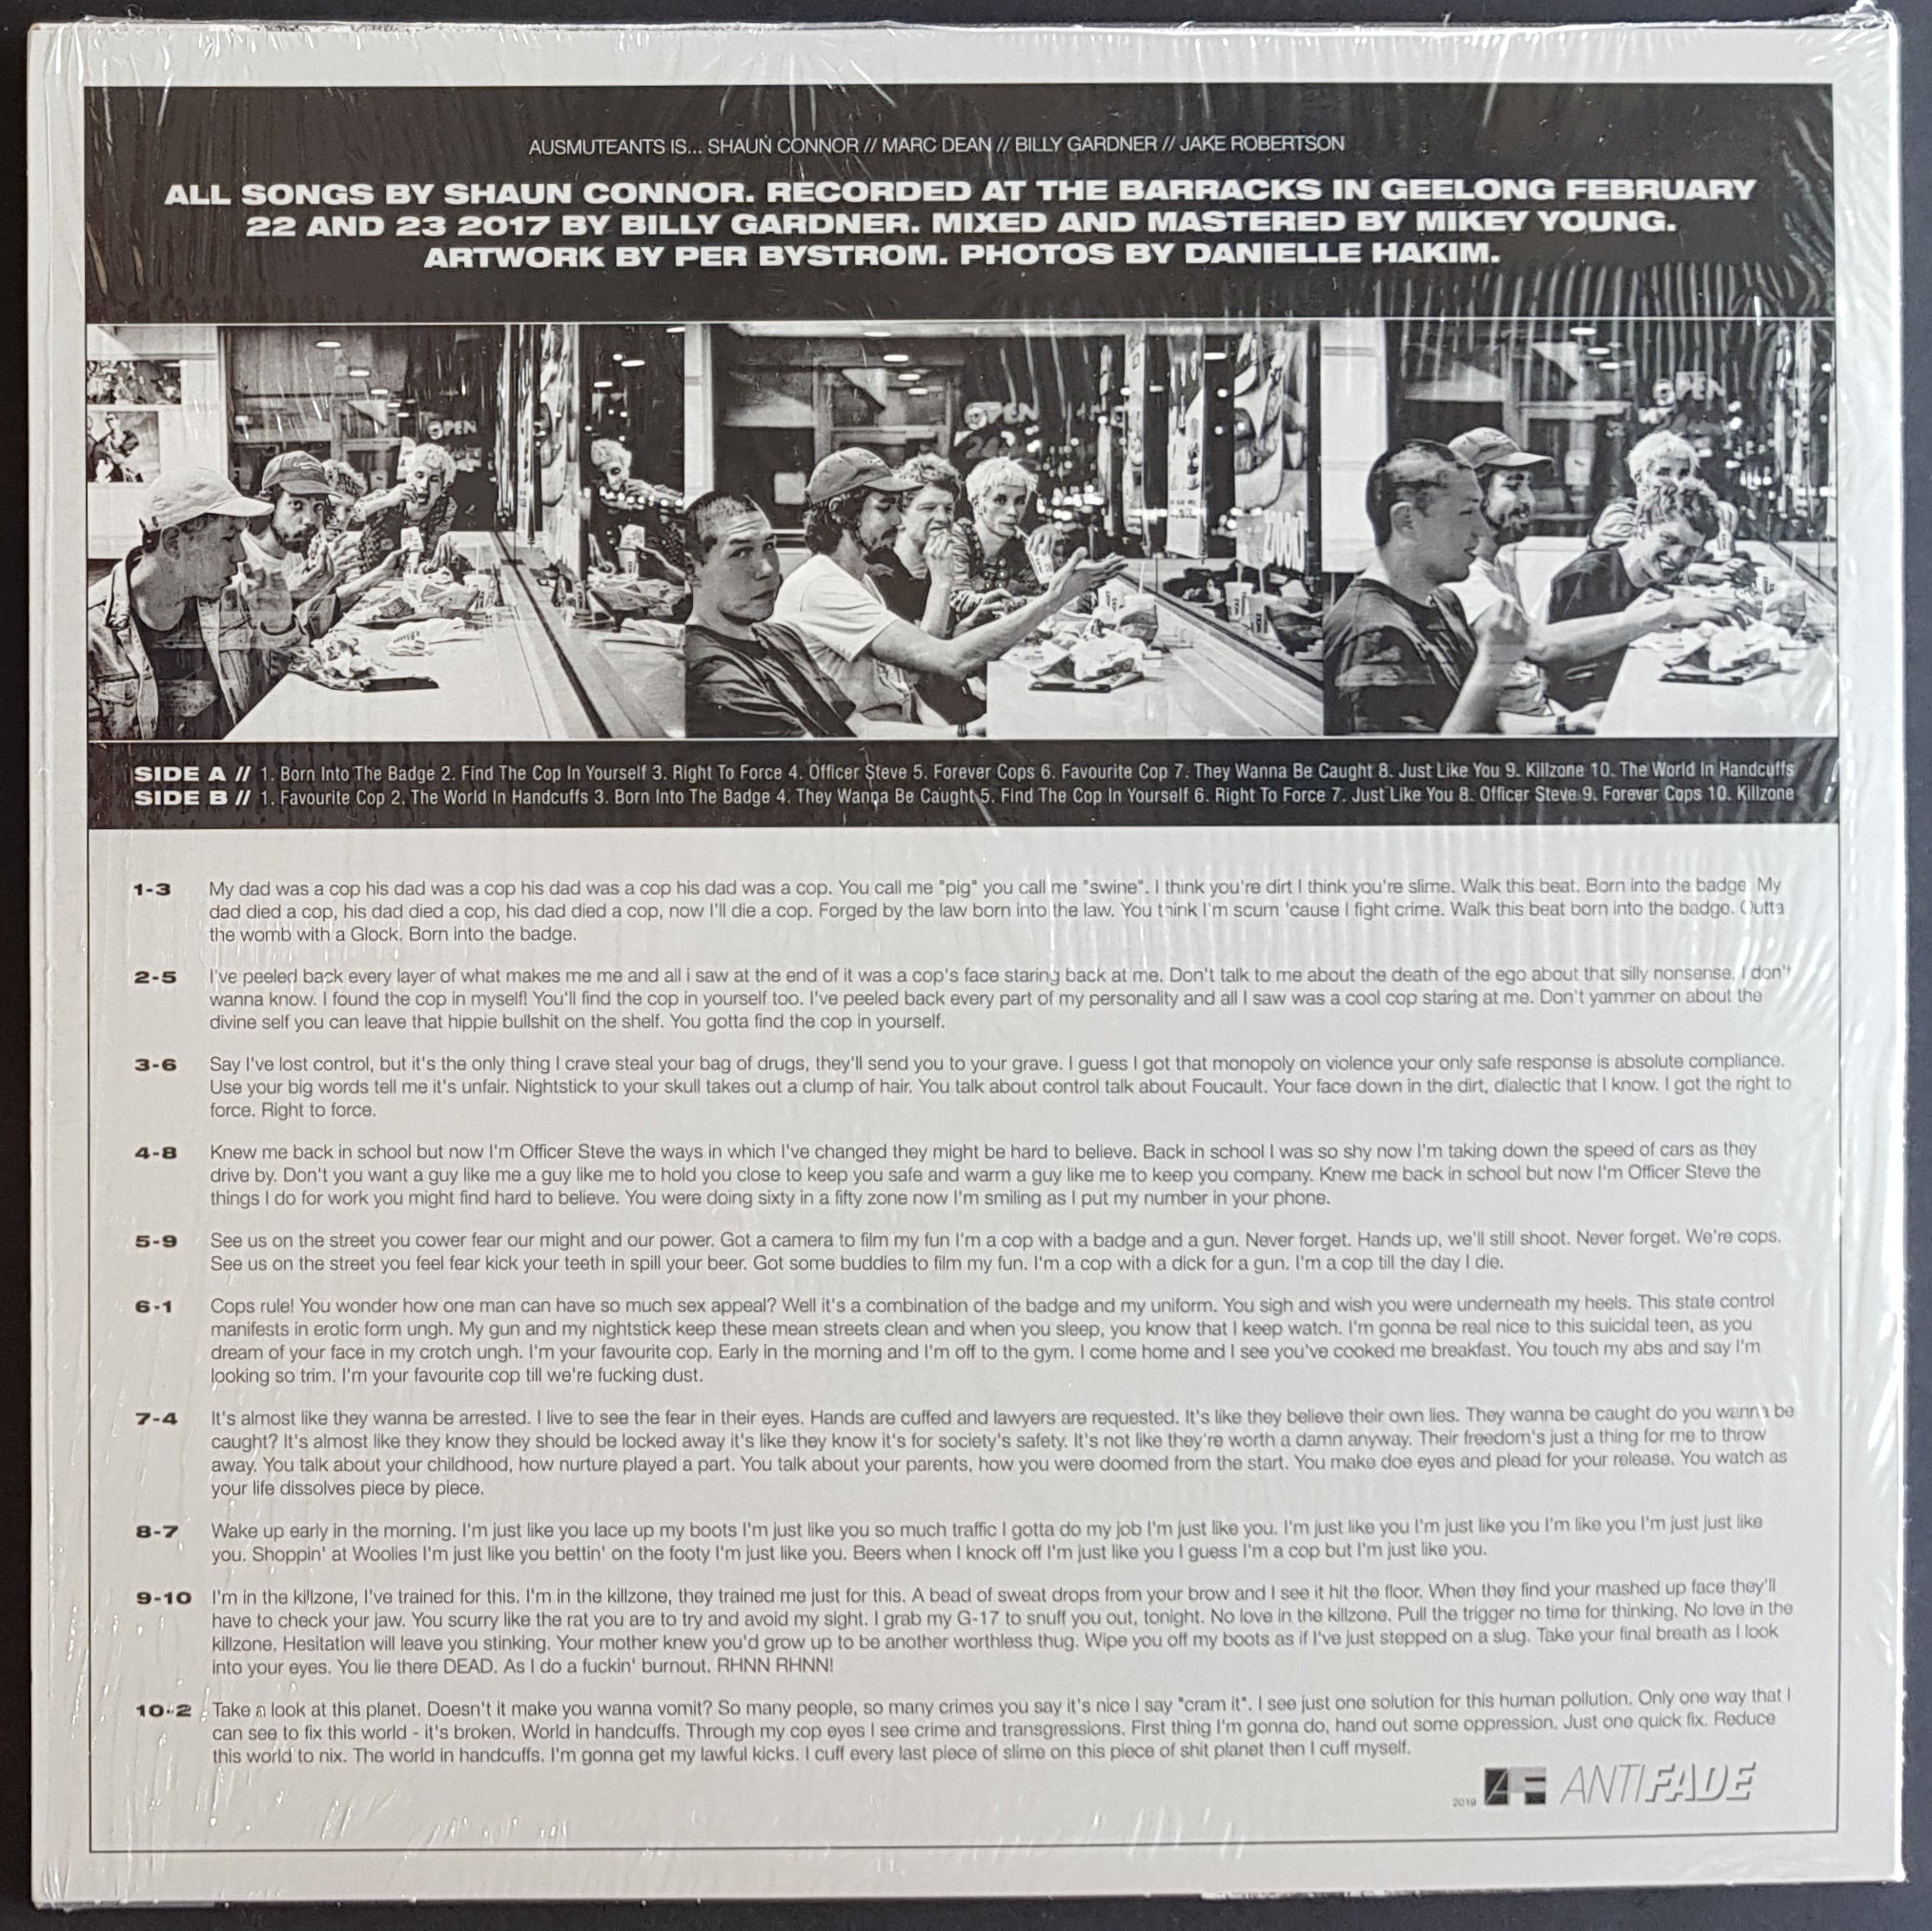 AUSMUTEANTS IS... SHAUN CONNOR // MARC DEAN // BILLY GARDNER // JAKE ROBERTSON
ALL SONGS BY SHAUN CONNOR. RECORDED AT THE BARRACKS IN GEELONG FEBRUARY
22 AND 23 2017 BY BILLY GARDNER. MIXED AND MASTERED BY MIKEY YOUNG.
ARTWORK BY PER BYSTROM. PHOTOS BY DANIELLE HAKIM.
OPEN
OPEN
OPEN
SIDE A // 1. Born Into The Badge 2. Find The Cop In Yourself 3. Right To Force 4. Officer Steve 5. Forever Cops 6. Favourite Cop 7. They Wanna Be Caught 8. Just Like You 9. Killzone 10. The World In Handcuffs
SIDE B // 1. Favourite Cop 2. The World In Handcuffs 3. Born Into The Badge 4. They Wanna Be Caught 5. Find The Cop In Yourself 6. Right To Force 7. Just Like You 8. Officer Steve 9. Forever Cops 10. Killzone
1-3 My dad was a cop his dad was a cop his dad was a cop his dad was a cop. You call me "pig" you call me "swine". I think you're dirt I think you're slime. Walk this beat. Born into the badge. My
dad died a cop, his dad died a cop, his dad died a cop, now I'll die a cop. Forged by the law born into the law. You think I'm scum 'cause I fight crime. Walk this beat born into the badge. Outta
the womb with a Glock. Born into the badge.
2-5 I've peeled back every layer of what makes me me and all i saw at the end of it was a cop's face staring back at me. Don't talk to me about the death of the ego about that silly nonsense. I don't
wanna know. I found the cop in myself! You'll find the cop in yourself too. I've peeled back every part of my personality and all I saw was a cool cop staring at me. Don't yammer on about the
divine self you can leave that hippie bullshit on the shelf. You gotta find the cop in yourself.
3-6 Say I've lost control, but it's the only thing I crave steal your bag of drugs, they'll send you to your grave. I guess I got that monopoly on violence your only safe response is absolute compliance.
Use your big words tell me it's unfair. Nightstick to your skull takes out a clump of hair. You talk about control talk about Foucault. Your face down in the dirt, dialectic that I know. I got the right to
force. Right to force.
4-8 Knew me back in school but now I'm Officer Steve the ways in which I've changed they might be hard to believe. Back in school I was so shy now I'm taking down the speed of cars as they
drive by. Don't you want a guy like me a guy like me to hold you close to keep you safe and warm a guy like me to keep you company. Knew me back in school but now I'm Officer Steve the
things I do for work you might find hard to believe. You were doing sixty in a fifty zone now I'm smiling as I put my number in your phone.
5-9 See us on the street you cower fear our might and our power. Got a camera to film my fun I'm a cop with a badge and a gun. Never forget. Hands up, we'll still shoot. Never forget. We're cops.
See us on the street you feel fear kick your teeth in spill your beer. Got some buddies to film my fun. I'm a cop with a dick for a gun. I'm a cop till the day I die.
6-1 Cops rule! You wonder how one man can have so much sex appeal? Well it's a combination of the badge and my uniform. You sigh and wish you were underneath my heels. This state control
manifests in erotic form ungh. My gun and my nightstick keep these mean streets clean and when you sleep, you know that I keep watch. I'm gonna be real nice to this suicidal teen, as you
dream of your face in my crotch ungh. I'm your favourite cop. Early in the morning and I'm off to the gym. I come home and I see you've cooked me breakfast. You touch my abs and say I'm
looking so trim. I'm your favourite cop till we're fucking dust.
7-4 It's almost like they wanna be arrested. I live to see the fear in their eyes. Hands are cuffed and lawyers are requested. It's like they believe their own lies. They wanna be caught do you wanna be
caught? It's almost like they know they should be locked away it's like they know it's for society's safety. It's not like they're worth a damn anyway. Their freedom's just a thing for me to throw
away. You talk about your childhood, how nurture played a part. You talk about your parents, how you were doomed from the start. You make doe eyes and plead for your release. You watch as
your life dissolves piece by piece.
8-7 Wake up early in the morning. I'm just like you lace up my boots I'm just like you so much traffic I gotta do my job I'm just like you. I'm just like you I'm just like you I'm like you I'm just just like
you. Shoppin' at Woolies I'm just like you bettin' on the footy I'm just like you. Beers when I knock off I'm just like you I guess I'm a cop but I'm just like you.
9-10 I'm in the killzone, I've trained for this. I'm in the killzone, they trained me just for this. A bead of sweat drops from your brow and I see it hit the floor. When they find your mashed up face they'll
have to check your jaw. You scurry like the rat you are to try and avoid my sight. I grab my G-17 to snuff you out, tonight. No love in the killzone. Pull the trigger no time for thinking. No love in the
killzone. Hesitation will leave you stinking. Your mother knew you'd grow up to be another worthless thug. Wipe you off my boots as if I've just stepped on a slug. Take your final breath as I look
into your eyes. You lie there DEAD. As I do a fuckin' burnout. RHNN RHNN!
10-2 Take a look at this planet. Doesn't it make you wanna vomit? So many people, so many crimes you say it's nice I say "cram it". I see just one solution for this human pollution. Only one way that I
can see to fix this world - it's broken. World in handcuffs. Through my cop eyes I see crime and transgressions. First thing I'm gonna do, hand out some oppression. Just one quick fix. Reduce
this world to nix. The world in handcuffs. I'm gonna get my lawful kicks. I cuff every last piece of slime on this piece of shit planet then I cuff myself.
2019 AF ANTIFADE